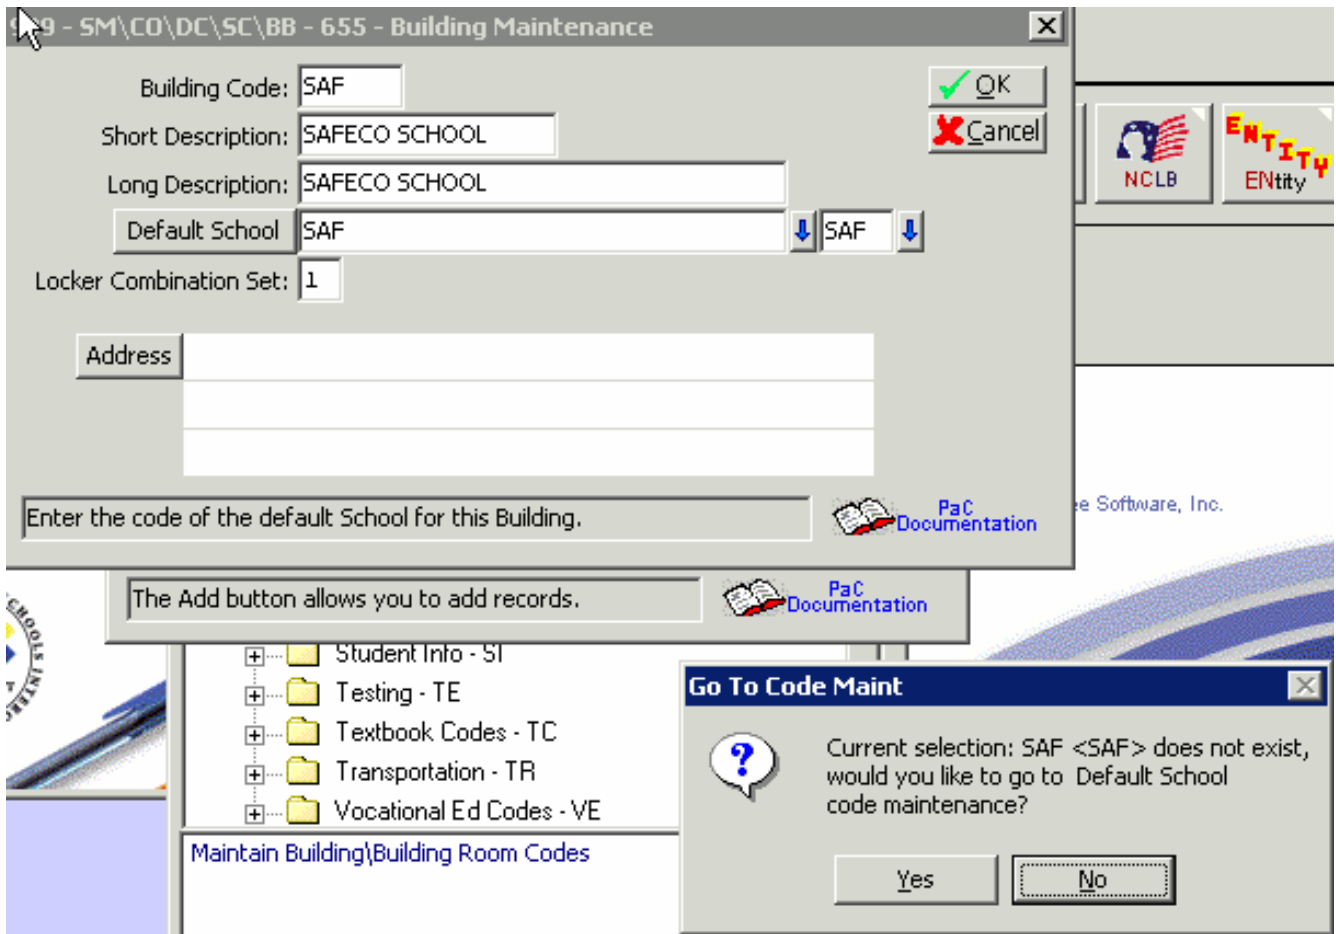 9 - SM\CO\DC\SC\BB - 655 - Building Maintenance
Building Code: SAF
OK
Short Description: SAFECO SCHOOL
Cancel
Long Description: SAFECO SCHOOL
Default School SAF SAF
Locker Combination Set: 1
Address
Enter the code of the default School for this Building.
PaC
Documentation
NCLB
ENTITY
ENtity
Software, Inc.
The Add button allows you to add records.
PaC
Documentation
SCHOOLS
Student Info - SI
Testing - TE
Textbook Codes - TC
Transportation - TR
Vocational Ed Codes - VE
Maintain Building\Building Room Codes
Go To Code Maint
Current selection: SAF <SAF> does not exist,
would you like to go to Default School
code maintenance?
Yes
No